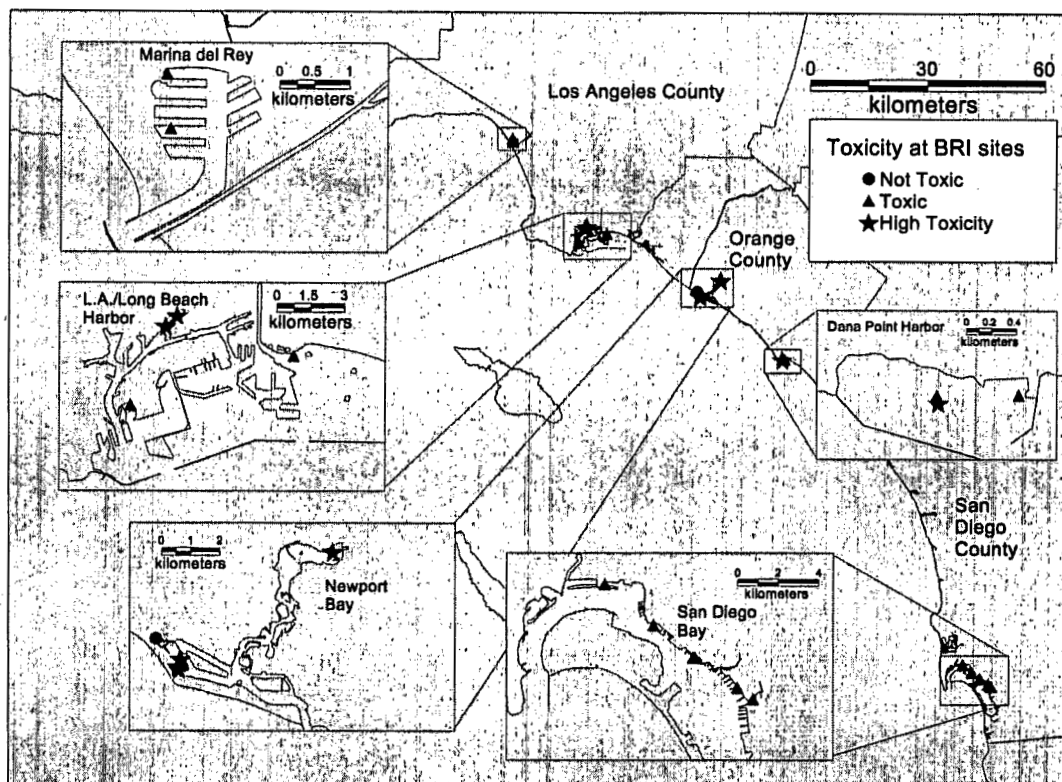 Marina del Rey
0 0.5 1
kilometers
Los Angeles County
0 30 60
kilometers
Toxicity at BRI sites
Not Toxic
Toxic
High Toxicity
Orange
County
L.A./Long Beach
Harbor
0 1.5 3
kilometers
Dana Point Harbor
0 0.2 0.4
kilometers
San
Diego
County
0 1 2
kilometers
Newport
Bay
0 2 4
kilometers
San Diego
Bay